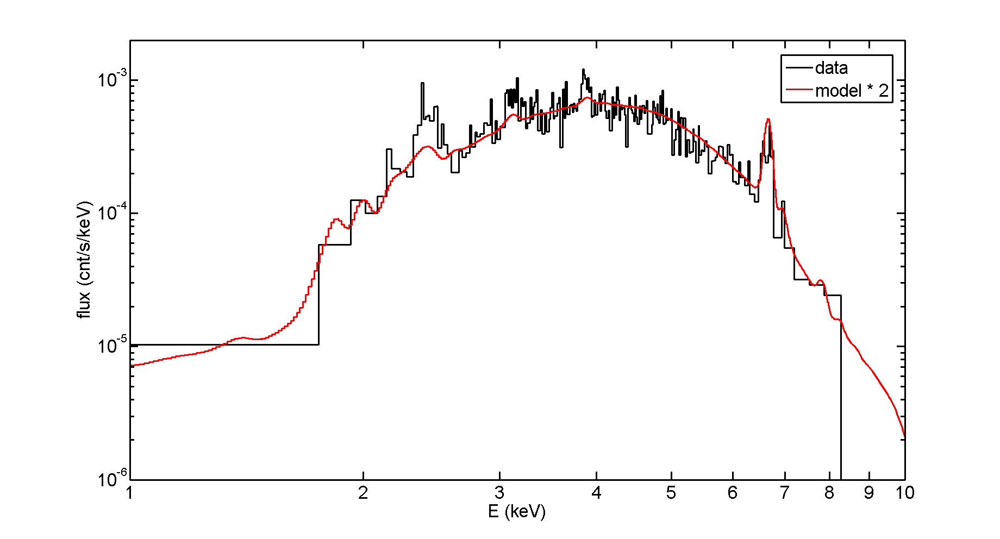 data
model * 2
10^-3
10^-4
10^-5
10^-6
flux (cnt/s/keV)
1 2 3 4 5 6 7 8 9 10
E (keV)